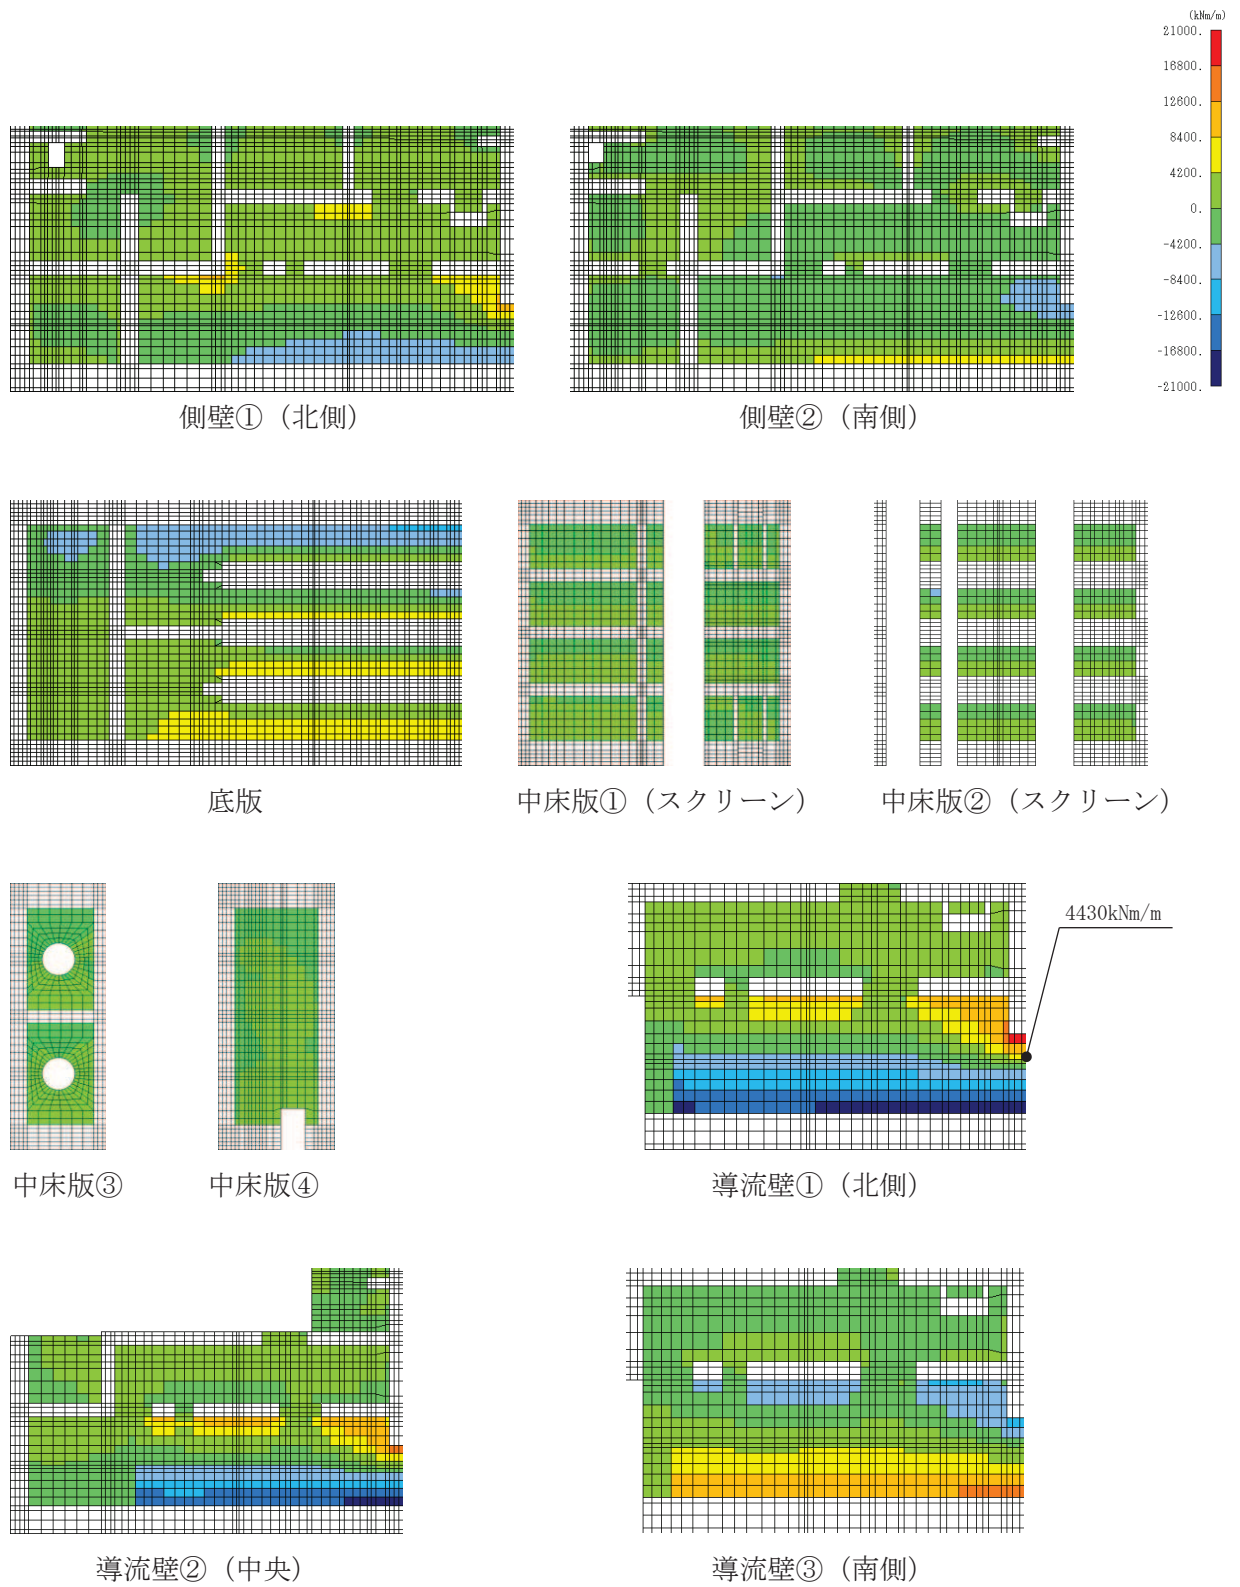 (kNm/m)
21000.
16800.
12600.
8400.
4200.
0.
-4200.
-8400.
-12600.
-16800.
-21000.
側壁①（北側）
側壁②（南側）
底版
中床版①（スクリーン）
中床版②（スクリーン）
4430kNm/m
中床版③
中床版④
導流壁①（北側）
導流壁②（中央）
導流壁③（南側）